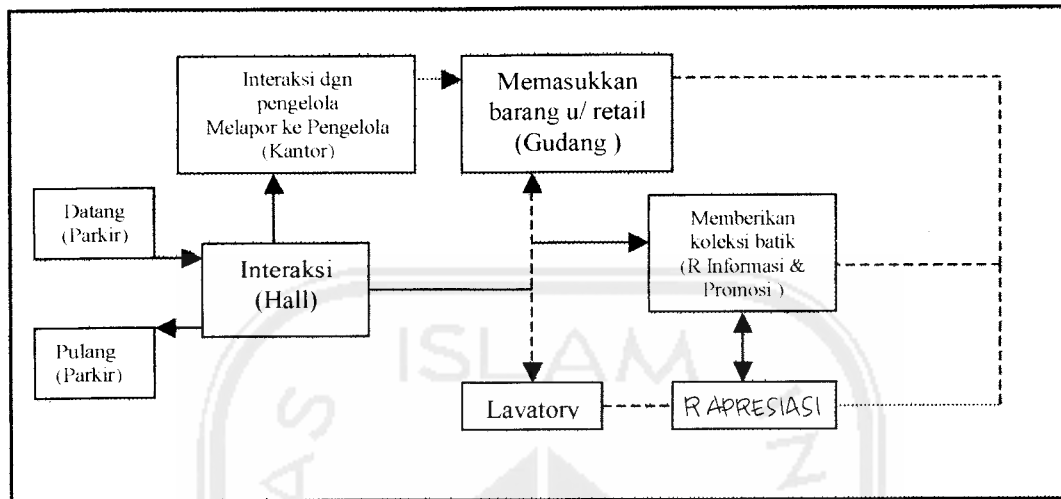 Interaksi dgn
pengelola
Melapor ke Pengelola
(Kantor)
Memasukkan
barang u/ retail
(Gudang )
Datang
(Parkir)
Interaksi
(Hall)
Memberikan
koleksi batik
(R Informasi &
Promosi )
Pulang
(Parkir)
Lavatory
R APRESIASI
ISLAM